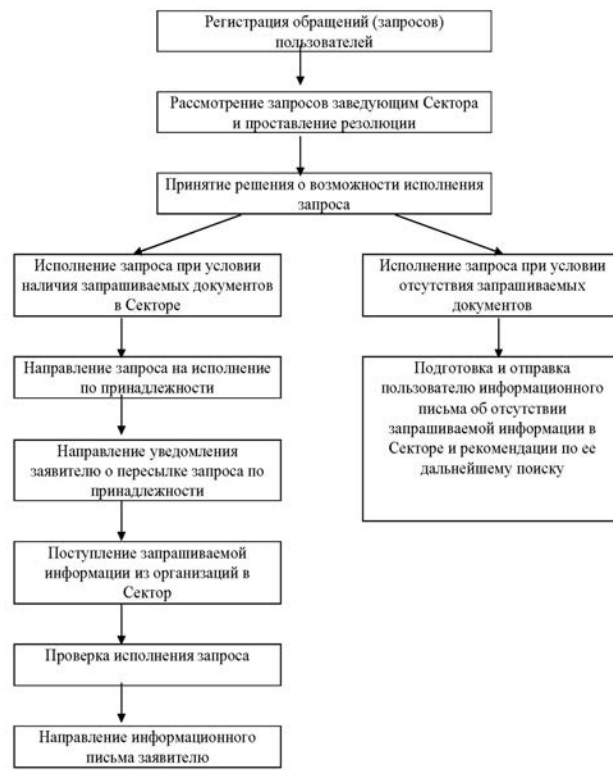 Регистрация обращений (запросов)
пользователей
Рассмотрение запросов заведующим Сектора
и проставление резолюции
Принятие решения о возможности исполнения
запроса
Исполнение запроса при условии
наличия запрашиваемых документов
в Секторе
Исполнение запроса при условии
отсутствия запрашиваемых
документов
Направление запроса на исполнение
по принадлежности
Подготовка и отправка
пользователю информационного
письма об отсутствии
запрашиваемой информации в
Секторе и рекомендации по ее
дальнейшему поиску
Направление уведомления
заявителю о пересылке запроса по
принадлежности
Поступление запрашиваемой
информации из организаций в
Сектор
Проверка исполнения запроса
Направление информационного
письма заявителю